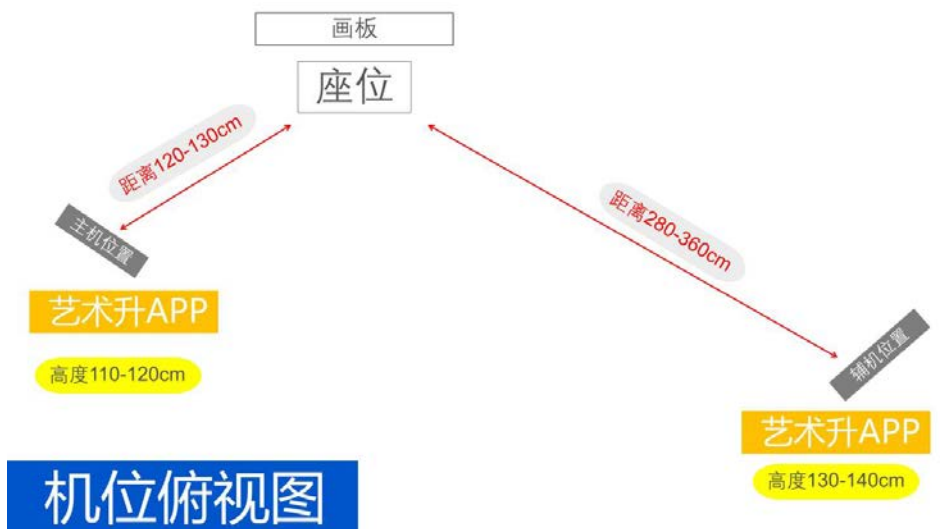 画板
座位
距离120-130cm
距离280-360cm
主机位置
艺术升APP
高度110-120cm
辅机位置
艺术升APP
高度130-140cm
机位俯视图